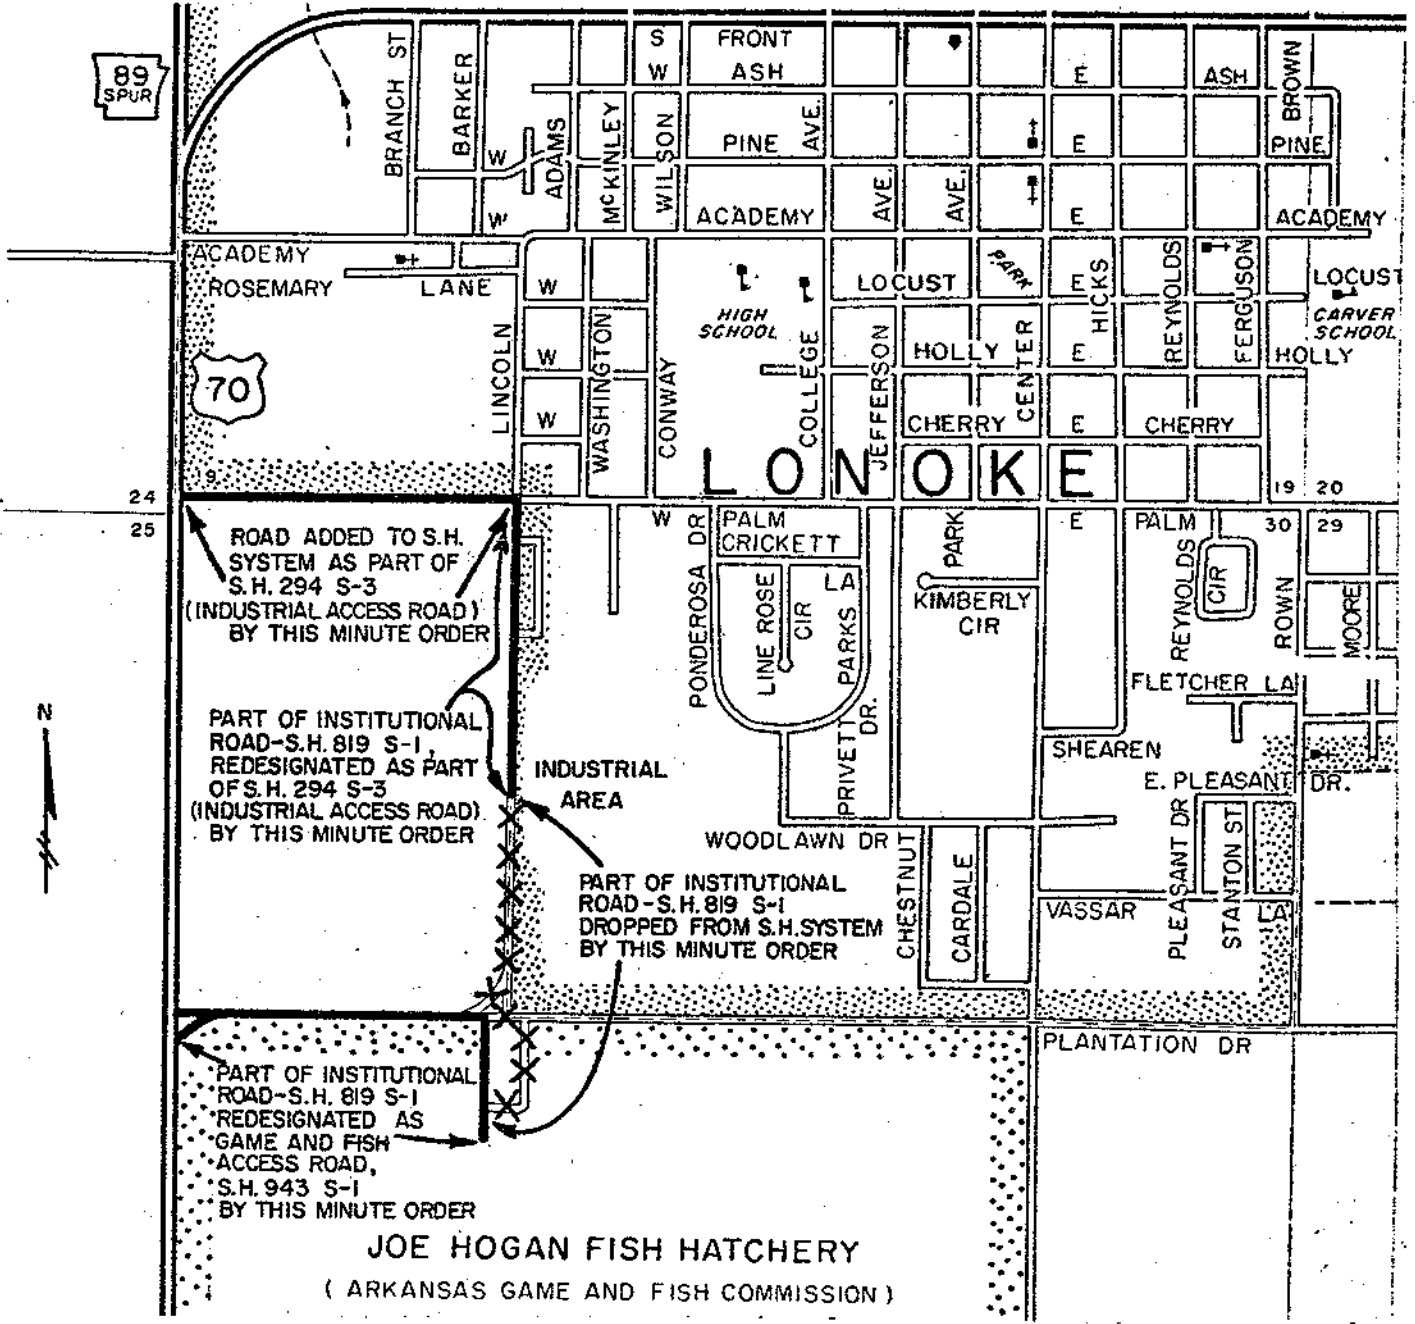 89
SPUR
BRANCH ST
BARKER
S FRONT
W ASH
E ASH
BROWN
ADAMS
McKINLEY
WILSON
W PINE AVE.
E PINE
W ACADEMY
AVE.
AVE.
E ACADEMY
ACADEMY
ROSEMARY LANE
W LOCUST
PARK
E
HICKS
REYNOLDS
FERGUSON
LOCUST
HIGH
SCHOOL
CARVER
SCHOOL
70
LINCOLN
WASHINGTON
CONWAY
COLLEGE
JEFFERSON
CENTER
W HOLLY E HOLLY
W CHERRY E CHERRY
LONOKE
9
24
25
19 20
30 29
ROAD ADDED TO S.H.
SYSTEM AS PART OF
S.H. 294 S-3
(INDUSTRIAL ACCESS ROAD)
BY THIS MINUTE ORDER
W PALM
E PALM
CRICKETT
LA
PONDEROSA DR
LINE ROSE
CIR
PARKS
PRIVETT
DR.
PARK
KIMBERLY
CIR
REYNOLDS
CIR
ROWN
MOORE
FLETCHER LA
SHEAREN
E. PLEASANT DR.
PART OF INSTITUTIONAL
ROAD-S.H. 819 S-1,
REDESIGNATED AS PART
OF S.H. 294 S-3
(INDUSTRIAL ACCESS ROAD)
BY THIS MINUTE ORDER
N
INDUSTRIAL
AREA
WOODLAWN DR
CHESTNUT
CARDALE
PLEASANT DR
STANTON ST
VASSAR LA
PART OF INSTITUTIONAL
ROAD-S.H. 819 S-1
DROPPED FROM S.H. SYSTEM
BY THIS MINUTE ORDER
PLANTATION DR
PART OF INSTITUTIONAL
ROAD-S.H. 819 S-1
REDESIGNATED AS
GAME AND FISH
ACCESS ROAD,
S.H. 943 S-1
BY THIS MINUTE ORDER
JOE HOGAN FISH HATCHERY
(ARKANSAS GAME AND FISH COMMISSION)